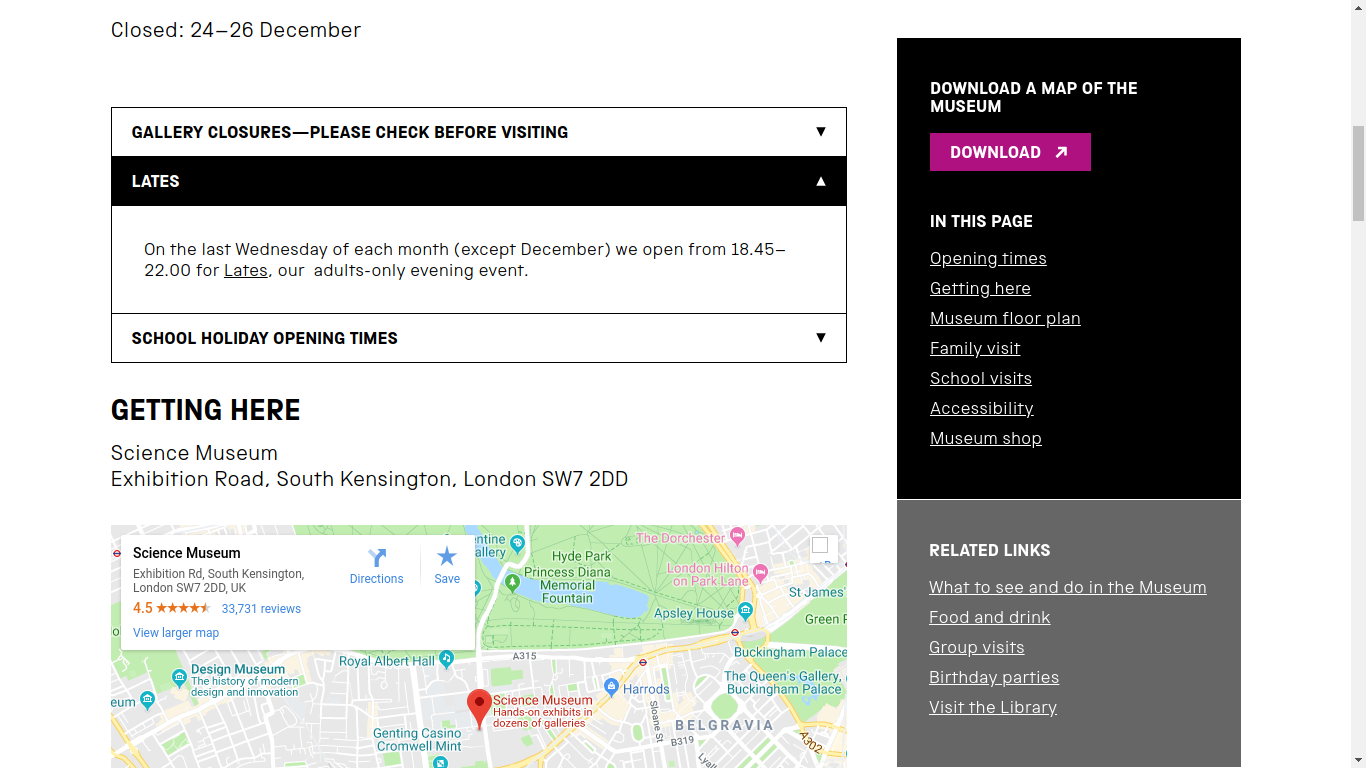 Closed: 24–26 December
GALLERY CLOSURES—PLEASE CHECK BEFORE VISITING
LATES
On the last Wednesday of each month (except December) we open from 18.45–
22.00 for Lates, our  adults-only evening event.
SCHOOL HOLIDAY OPENING TIMES
GETTING HERE
Science Museum
Exhibition Road, South Kensington, London SW7 2DD
Science Museum
Exhibition Rd, South Kensington,
London SW7 2DD, UK
4.5
33,731 reviews
View larger map
Directions
Save
Hyde Park
Princess Diana
Memorial
Fountain
The Dorchester
London Hilton
on Park Lane
St James'
Apsley House
Green
Buckingham Palace
Royal Albert Hall
A315
Design Museum
The history of modern
design and innovation
Science Museum
Hands-on exhibits in
dozens of galleries
Harrods
The Queen's Gallery,
Buckingham Palace
Sloane St
BELGRAVIA
B319
A302
Genting Casino
Cromwell Mint
DOWNLOAD A MAP OF THE
MUSEUM
DOWNLOAD
IN THIS PAGE
Opening times
Getting here
Museum floor plan
Family visit
School visits
Accessibility
Museum shop
RELATED LINKS
What to see and do in the Museum
Food and drink
Group visits
Birthday parties
Visit the Library